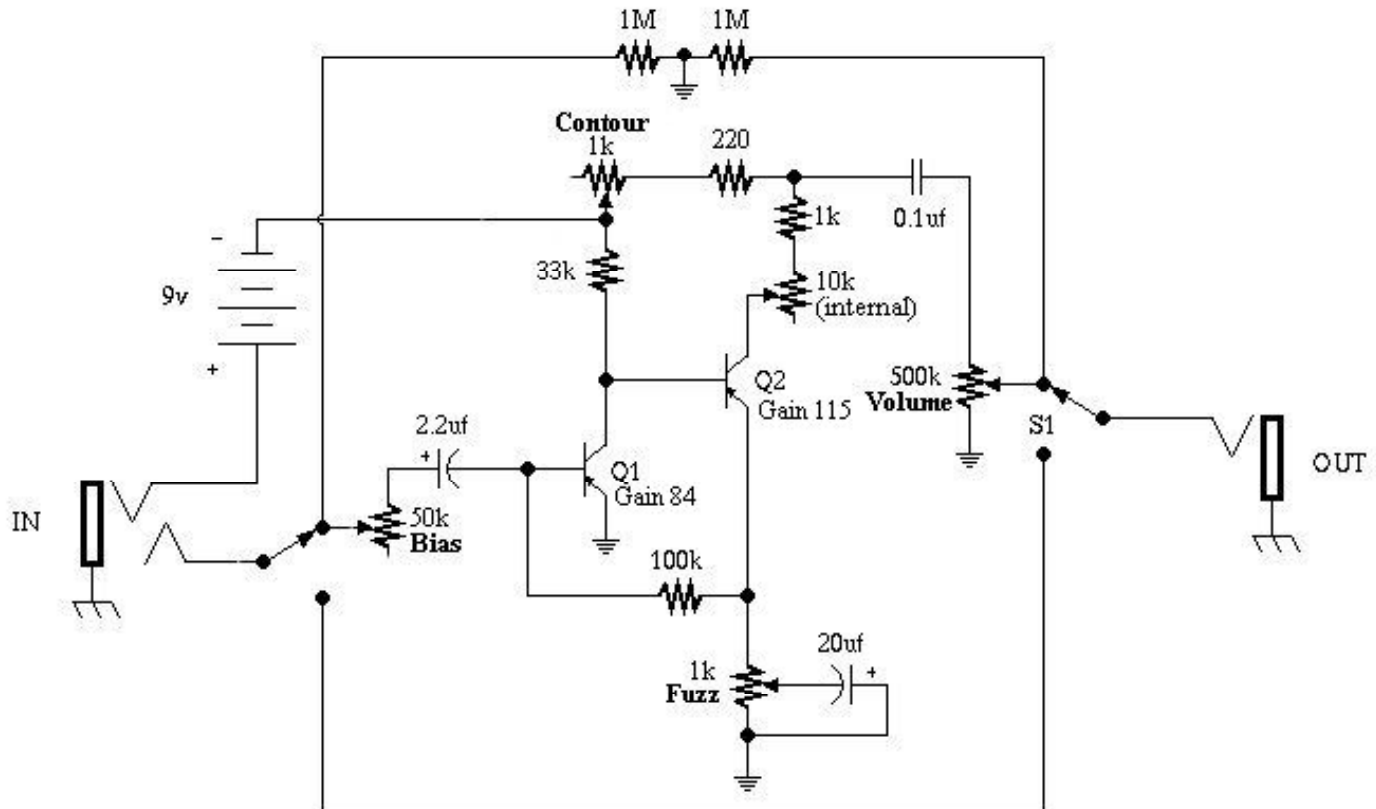 1M
1M
Contour
1k
220
0.1uf
1k
-
33k
9v
10k
(internal)
+
Q2
Gain 115
500k
Volume
2.2uf
+
S1
Q1
Gain 84
OUT
IN
50k
Bias
100k
20uf
+
1k
Fuzz